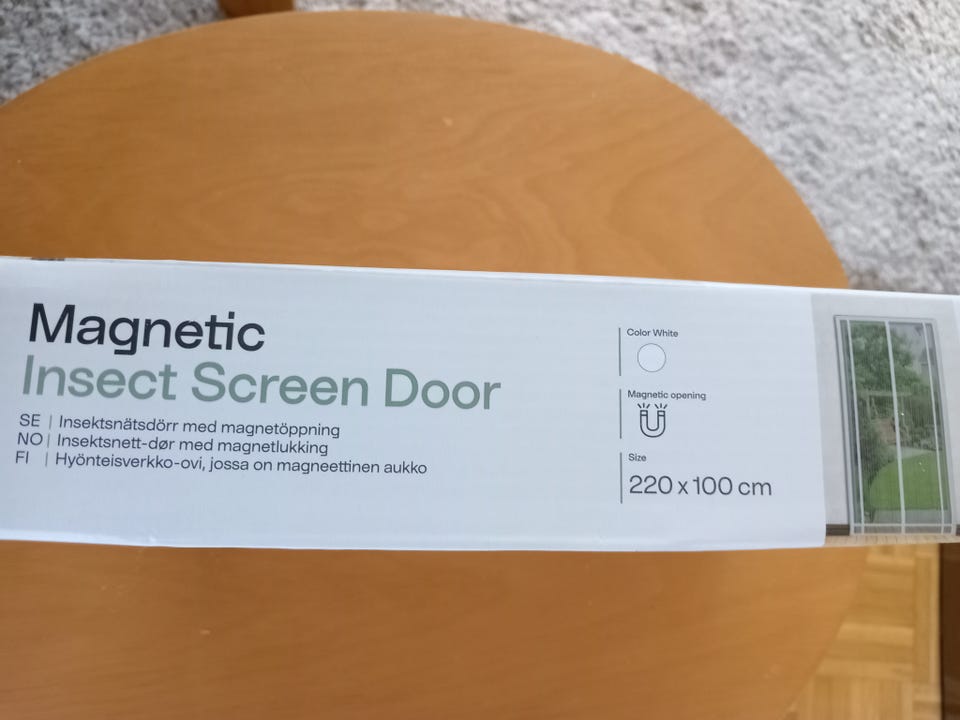 Magnetic
Insect Screen Door
SE | Insektsnätsdörr med magnetöppning
NO | Insektsnett-dør med magnetlukking
FI | Hyönteisverkko-ovi, jossa on magneettinen aukko
Color White
Magnetic opening
Size
220 x 100 cm